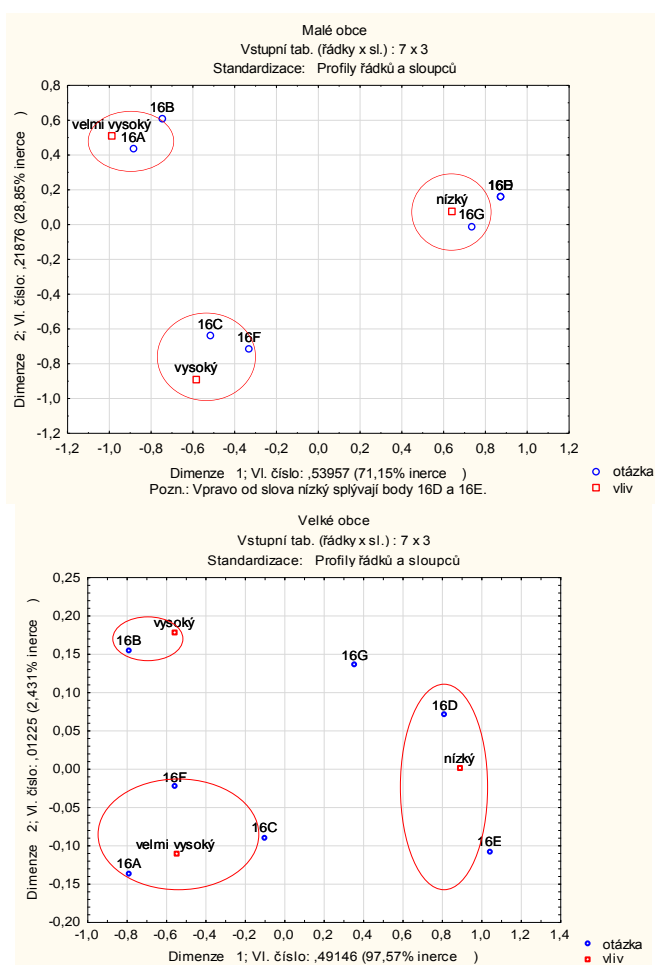 Malé obce
Vstupní tab. (řádky x sl.) : 7 x 3
Standardizace: Profily řádků a sloupců
0,8
0,6
0,4
0,2
0,0
-0,2
-0,4
-0,6
-0,8
-1,0
-1,2
Dimenze 2; Vl. číslo: ,21876 (28,85% inerce )
16B
velmi vysoký
16A
nízký
16G
16C
16F
vysoký
-1,2 -1,0 -0,8 -0,6 -0,4 -0,2 0,0 0,2 0,4 0,6 0,8 1,0 1,2
Dimenze 1; Vl. číslo: ,53957 (71,15% inerce )
Pozn.: Vpravo od slova nízký splývají body 16D a 16E.
otázka
vliv
Velké obce
Vstupní tab. (řádky x sl.) : 7 x 3
Standardizace: Profily řádků a sloupců
0,25
0,20
0,15
0,10
0,05
0,00
-0,05
-0,10
-0,15
-0,20
Dimenze 2; Vl. číslo: ,01225 (2,431% inerce )
vysoký
16B
16G
16D
nízký
16F
16C
velmi vysoký
16A
16E
-1,0 -0,8 -0,6 -0,4 -0,2 0,0 0,2 0,4 0,6 0,8 1,0 1,2 1,4
Dimenze 1; Vl. číslo: ,49146 (97,57% inerce )
otázka
vliv